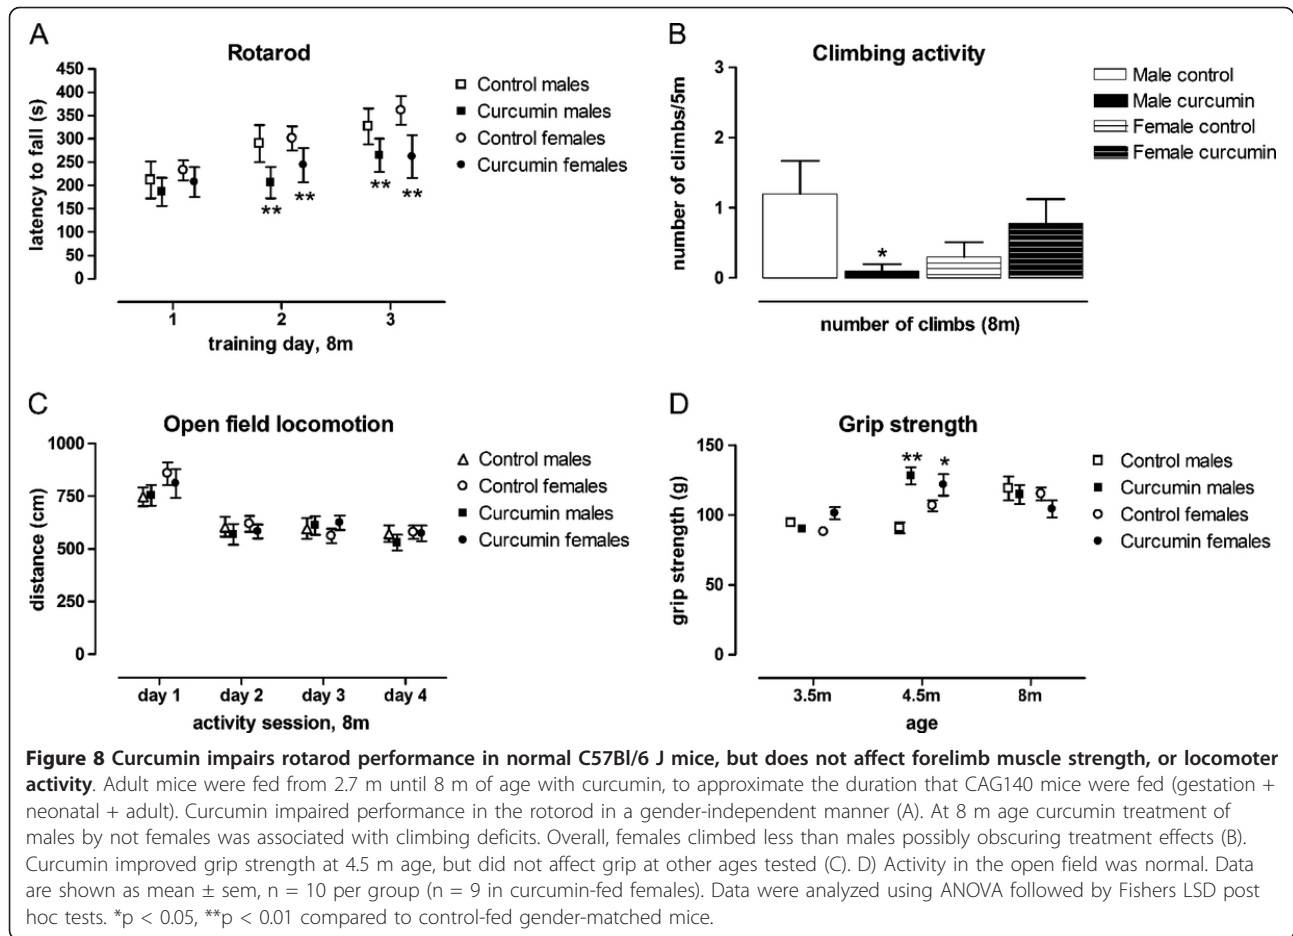 A
Rotarod
450
400
350
300
250
200
150
100
50
0
latency to fall (s)
** ** ** **
1 2 3
training day, 8m
Control males
Curcumin males
Control females
Curcumin females
B
Climbing activity
3
2
1
0
number of climbs/5m
*
number of climbs (8m)
Male control
Male curcumin
Female control
Female curcumin
C
Open field locomotion
1000
750
500
250
0
distance (cm)
day 1 day 2 day 3 day 4
activity session, 8m
Control males
Control females
Curcumin males
Curcumin females
D
Grip strength
150
100
50
0
grip strength (g)
** *
3.5m 4.5m 8m
age
Control males
Curcumin males
Control females
Curcumin females
Figure 8 Curcumin impairs rotarod performance in normal C57Bl/6 J mice, but does not affect forelimb muscle strength, or locomoter
activity. Adult mice were fed from 2.7 m until 8 m of age with curcumin, to approximate the duration that CAG140 mice were fed (gestation +
neonatal + adult). Curcumin impaired performance in the rotorod in a gender-independent manner (A). At 8 m age curcumin treatment of
males by not females was associated with climbing deficits. Overall, females climbed less than males possibly obscuring treatment effects (B).
Curcumin improved grip strength at 4.5 m age, but did not affect grip at other ages tested (C). D) Activity in the open field was normal. Data
are shown as mean ± sem, n = 10 per group (n = 9 in curcumin-fed females). Data were analyzed using ANOVA followed by Fishers LSD post
hoc tests. *p < 0.05, **p < 0.01 compared to control-fed gender-matched mice.